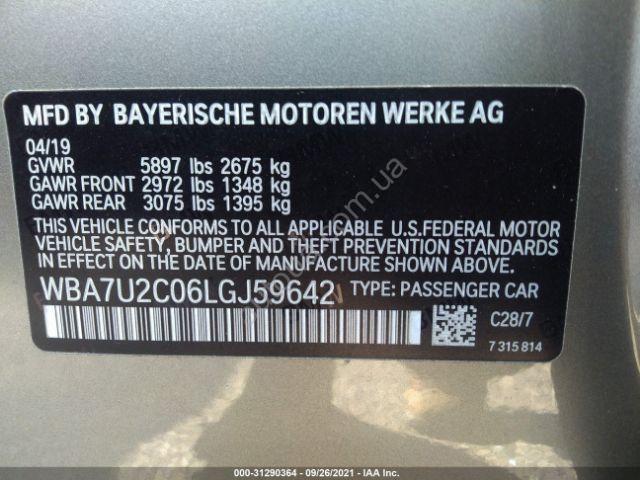 MFD BY BAYERISCHE MOTOREN WERKE AG
04/19
GVWR 5897 lbs 2675 kg
GAWR FRONT 2972 lbs 1348 kg
GAWR REAR 3075 lbs 1395 kg
THIS VEHICLE CONFORMS TO ALL APPLICABLE U.S.FEDERAL MOTOR
VEHICLE SAFETY, BUMPER AND THEFT PREVENTION STANDARDS
IN EFFECT ON THE DATE OF MANUFACTURE SHOWN ABOVE.
WBA7U2C06LGJ59642 TYPE: PASSENGER CAR
C28/7
7 315 814
000-31290364 - 09/26/2021 - IAA Inc.